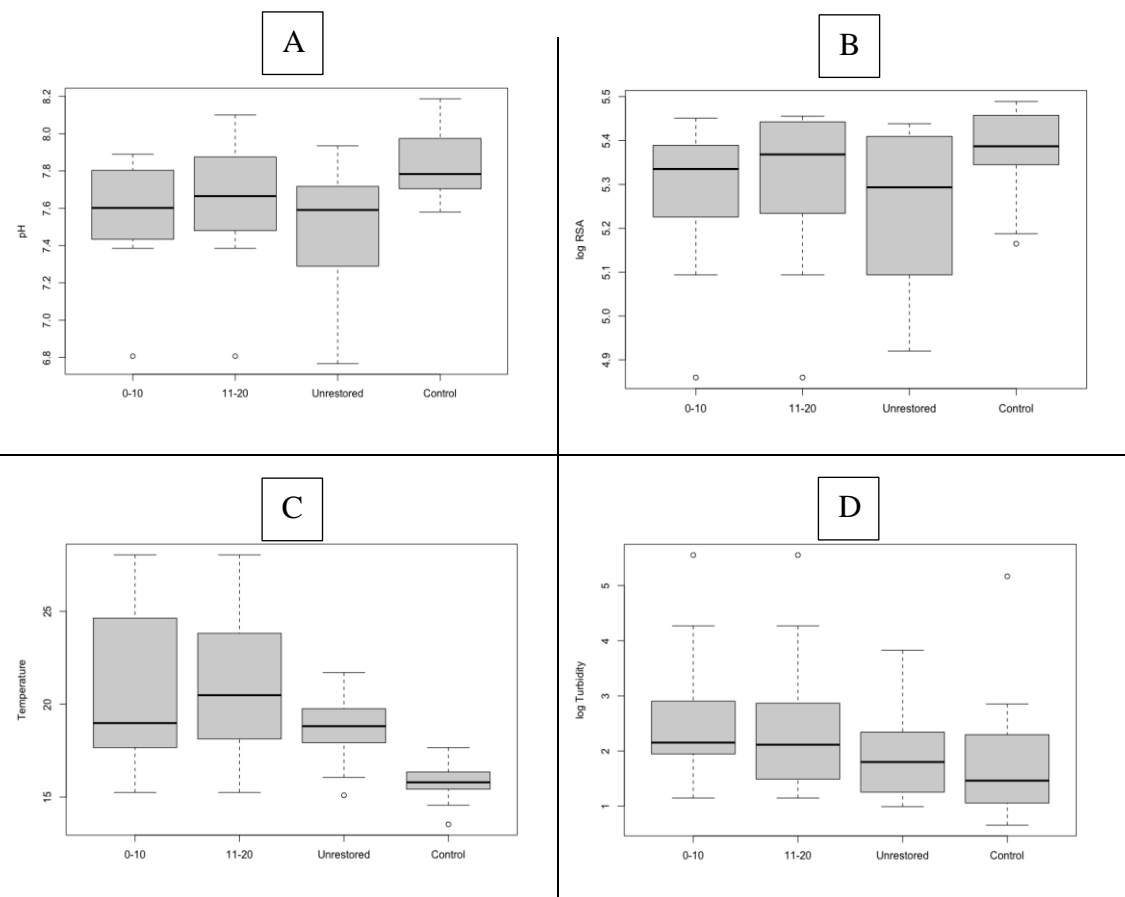 A
pH
8.2
8.0
7.8
7.6
7.4
7.2
7.0
6.8
0-10 11-20 Unrestored Control
B
log RSA
5.5
5.4
5.3
5.2
5.1
5.0
4.9
0-10 11-20 Unrestored Control
C
Temperature
25
20
15
0-10 11-20 Unrestored Control
D
log Turbidity
5
4
3
2
1
0-10 11-20 Unrestored Control